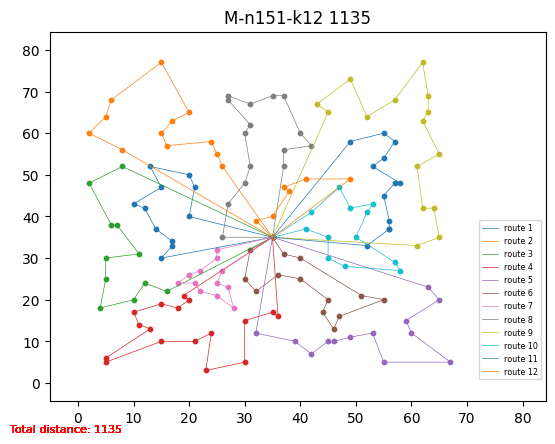 M-n151-k12 1135
80
70
60
50
40
30
20
10
0
0 10 20 30 40 50 60 70 80
route 1
route 2
route 3
route 4
route 5
route 6
route 7
route 8
route 9
route 10
route 11
route 12
Total distance: 1135